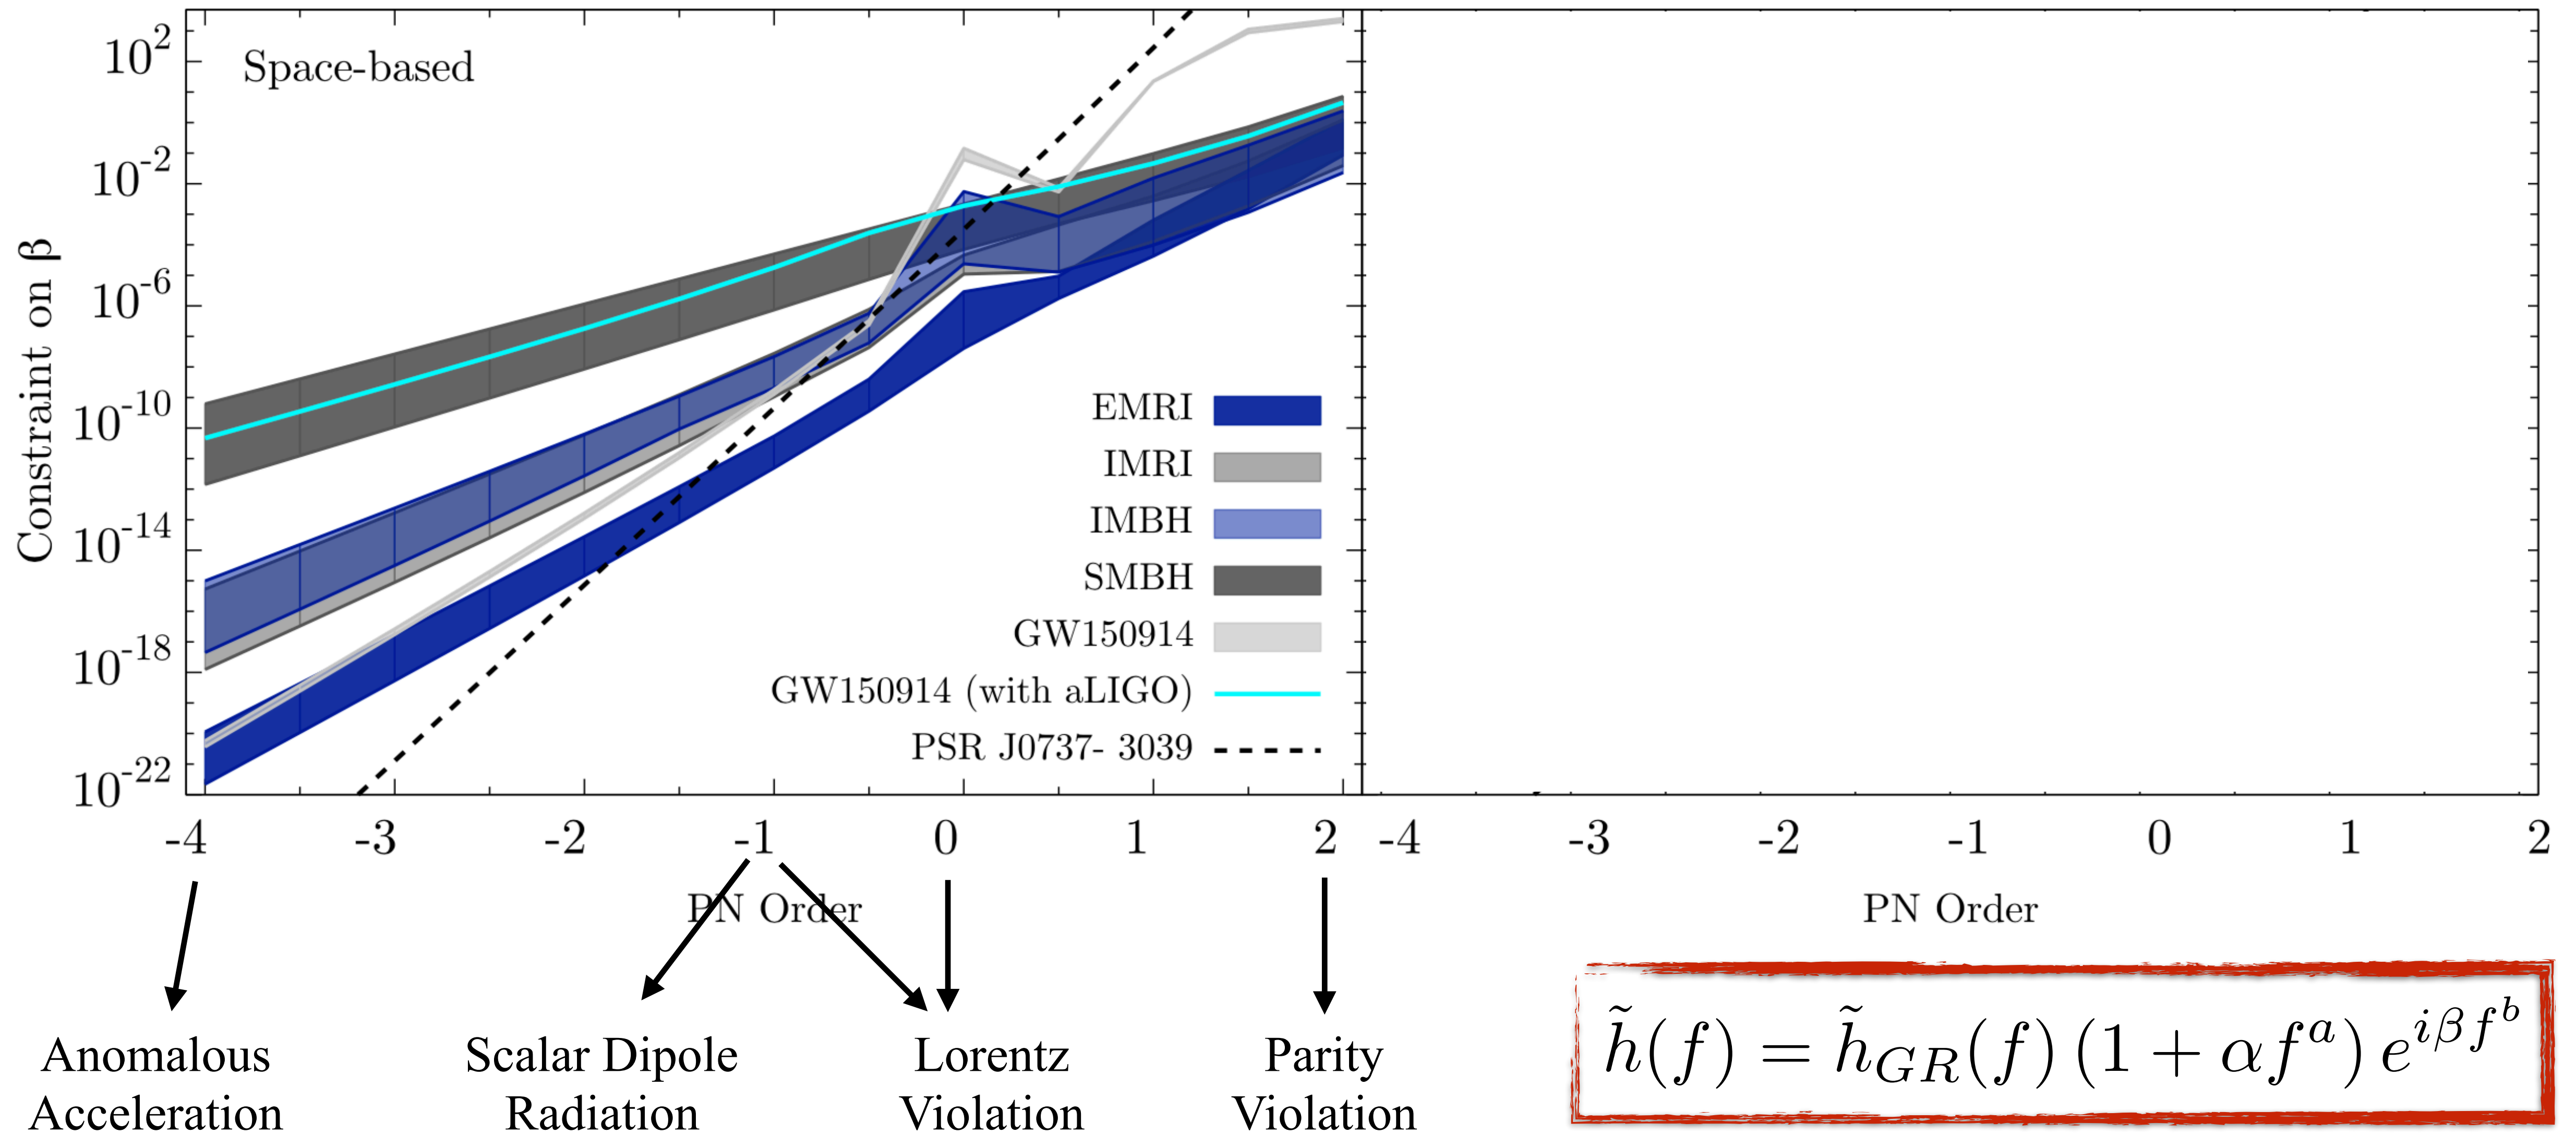 Space-based
Constraint on β
10^2
10^-2
10^-6
10^-10
10^-14
10^-18
10^-22
EMRI
IMRI
IMBH
SMBH
GW150914
GW150914 (with aLIGO)
PSR J0737- 3039
-4 -3 -2 -1 0 1 2
-4 -3 -2 -1 0 1 2
PN Order
PN Order
Anomalous
Acceleration
Scalar Dipole
Radiation
Lorentz
Violation
Parity
Violation
h̃(f) = h̃_{GR}(f) (1 + αf^a) e^{iβf^b}